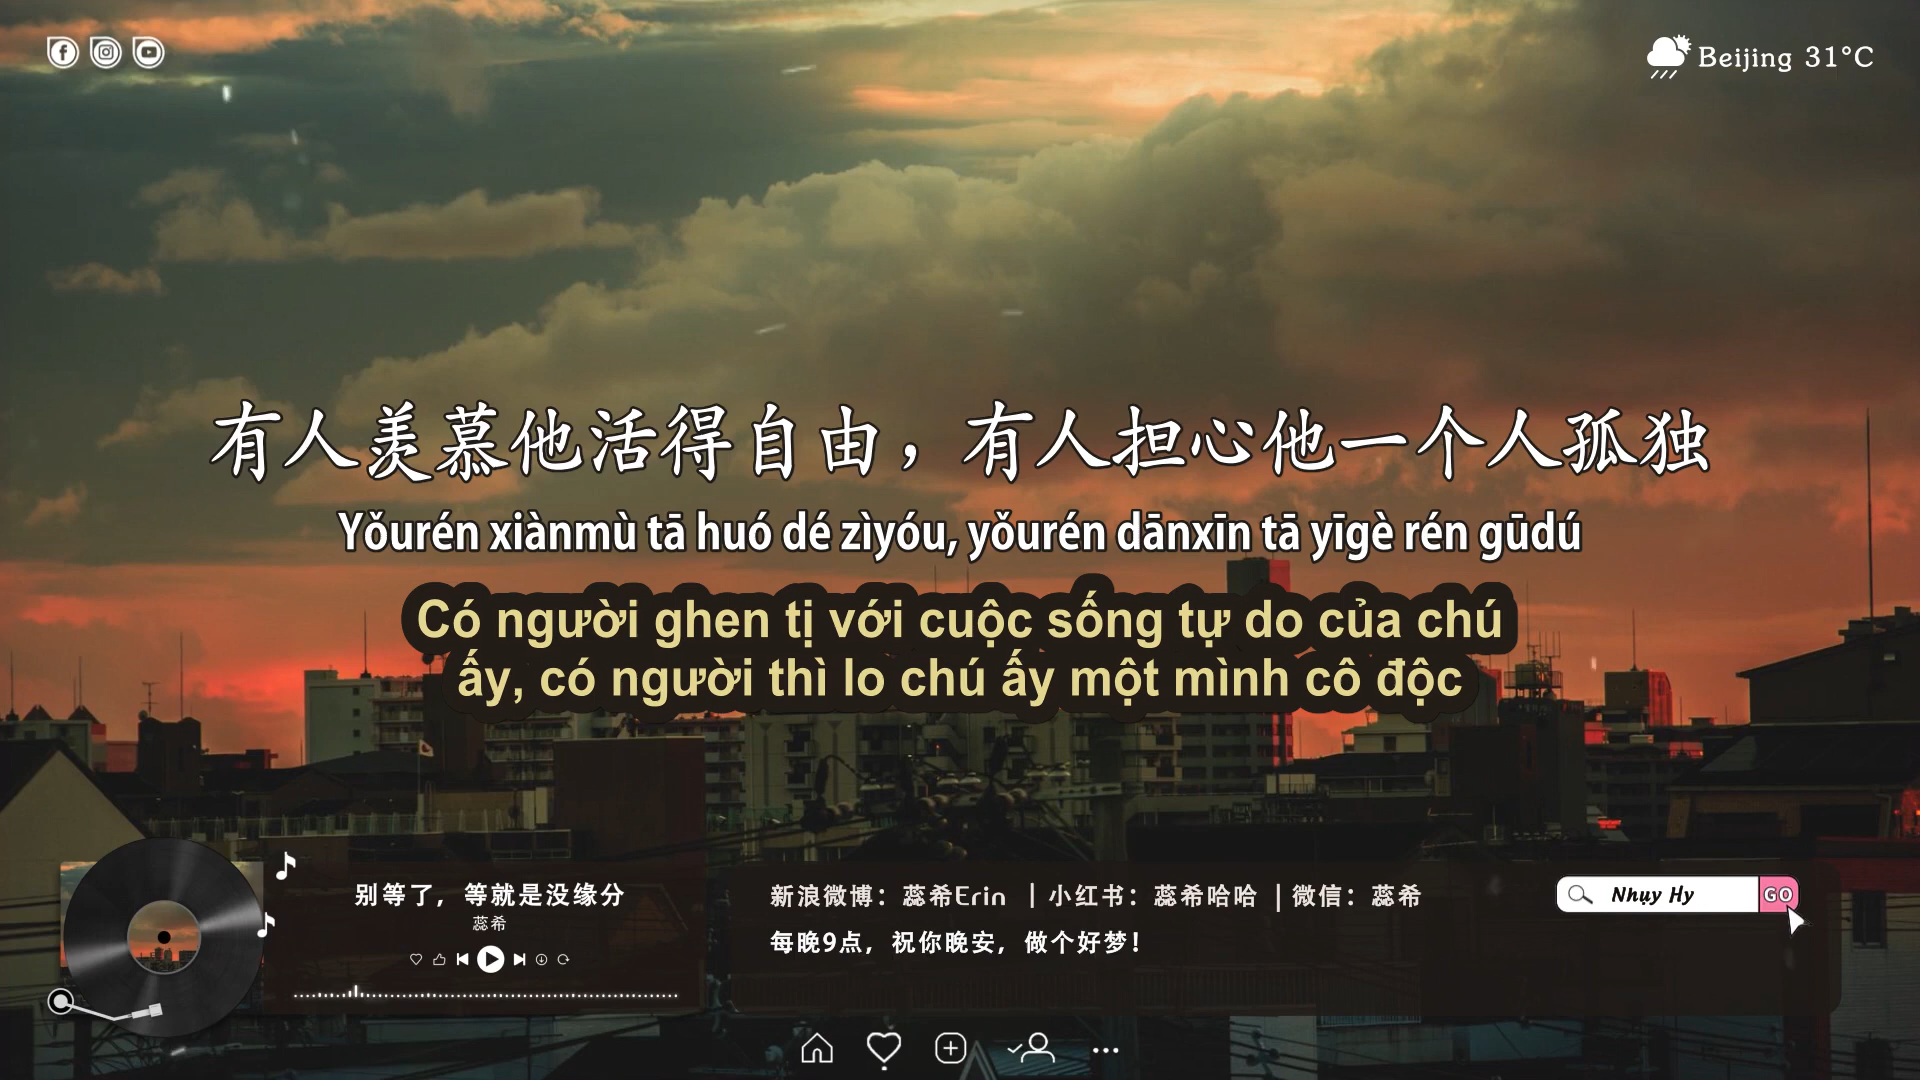 Beijing 31°C
有人羡慕他活得自由，有人担心他一个人孤独
Yǒurén xiànmù tā huó dé zìyóu, yǒurén dānxīn tā yīgè rén gūdú
Có người ghen tị với cuộc sống tự do của chú
ấy, có người thì lo chú ấy một mình cô độc
别等了，等就是没缘分
蕊希
新浪微博：蕊希Erin ｜小红书：蕊希哈哈 ｜微信：蕊希
每晚9点，祝你晚安，做个好梦！
Nhụy Hy GO